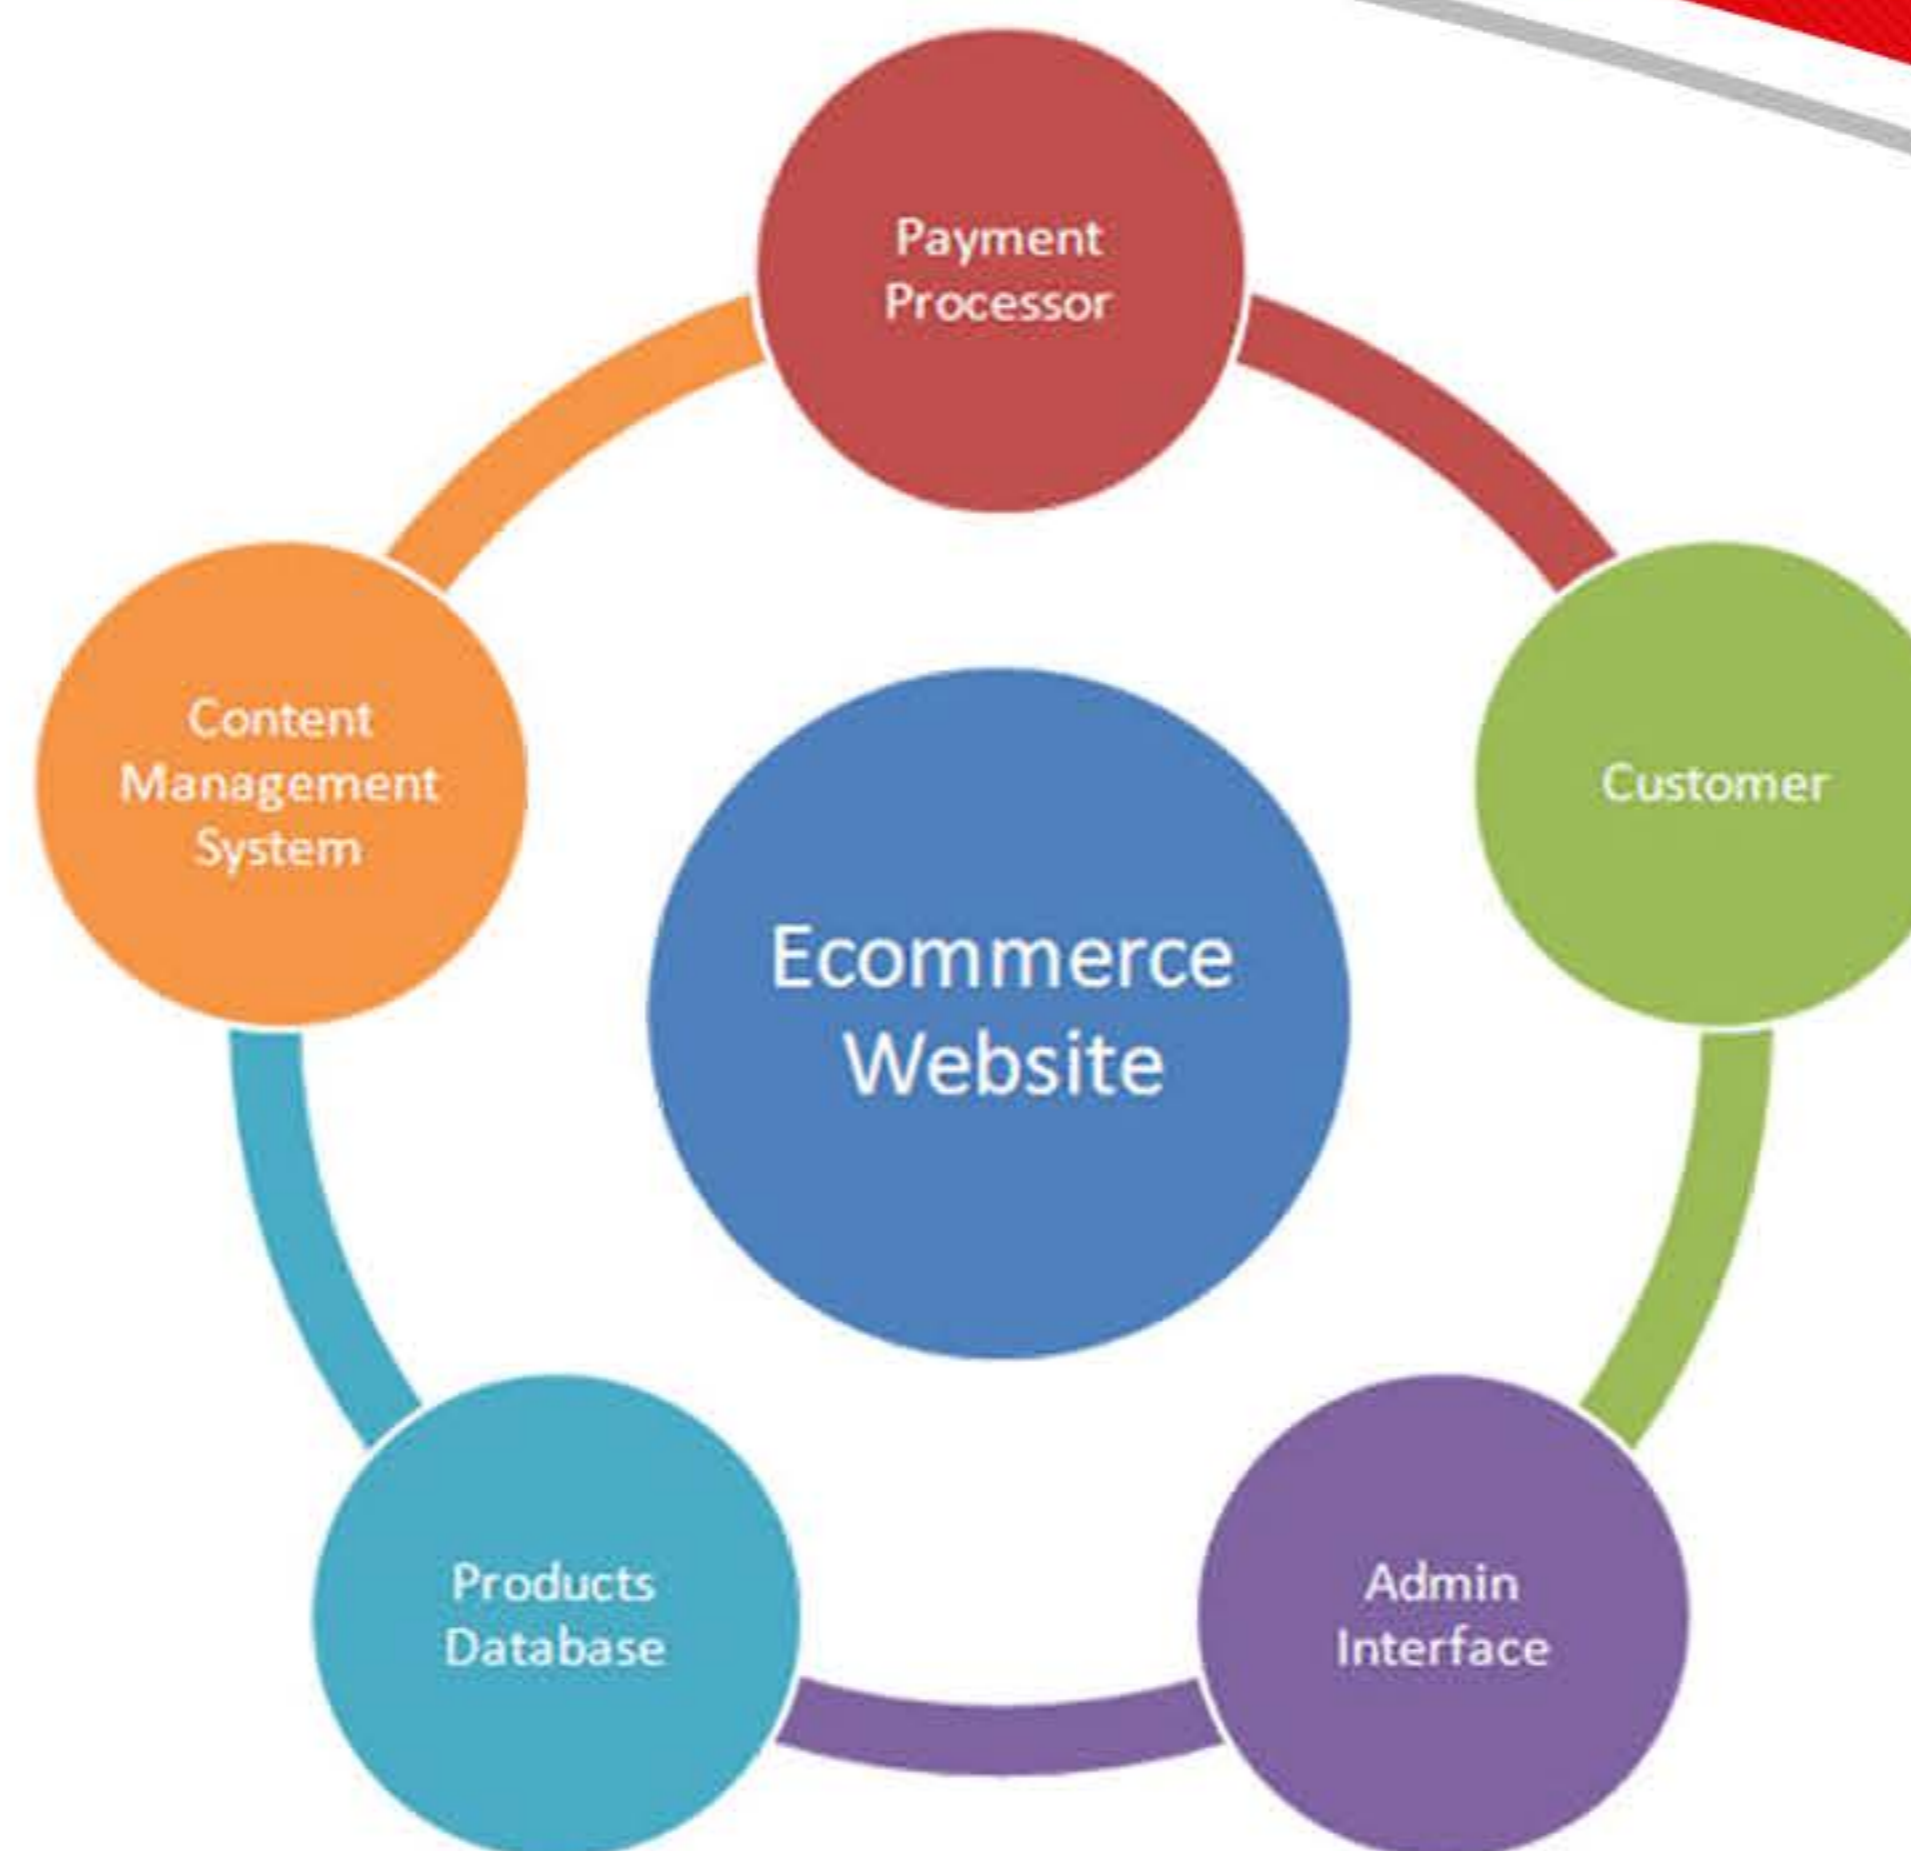 Payment
Processor
Customer
Admin
Interface
Products
Database
Content
Management
System
Ecommerce
Website